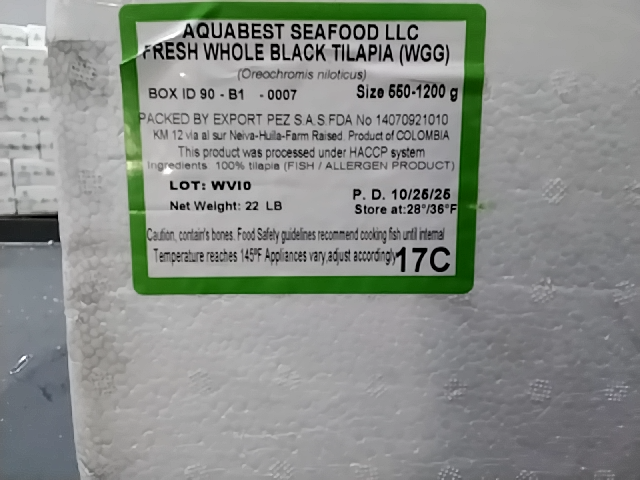 AQUABEST SEAFOOD LLC
FRESH WHOLE BLACK TILAPIA (WGG)
(Oreochromis niloticus)
BOX ID 90 - B1 - 0007 Size 550-1200 g
PACKED BY EXPORT PEZ S.A.S FDA No 14070921010
KM 12 via al sur Neiva-Huila-Farm Raised. Product of COLOMBIA
This product was processed under HACCP system
Ingredients 100% tilapia (FISH / ALLERGEN PRODUCT)
LOT: WVI0 P. D. 10/25/25
Net Weight: 22 LB Store at:28°/36°F
Caution, contain's bones. Food Safety guidelines recommend cooking fish until internal
Temperature reaches 145ºF Appliances vary,adjust accordingly 17C